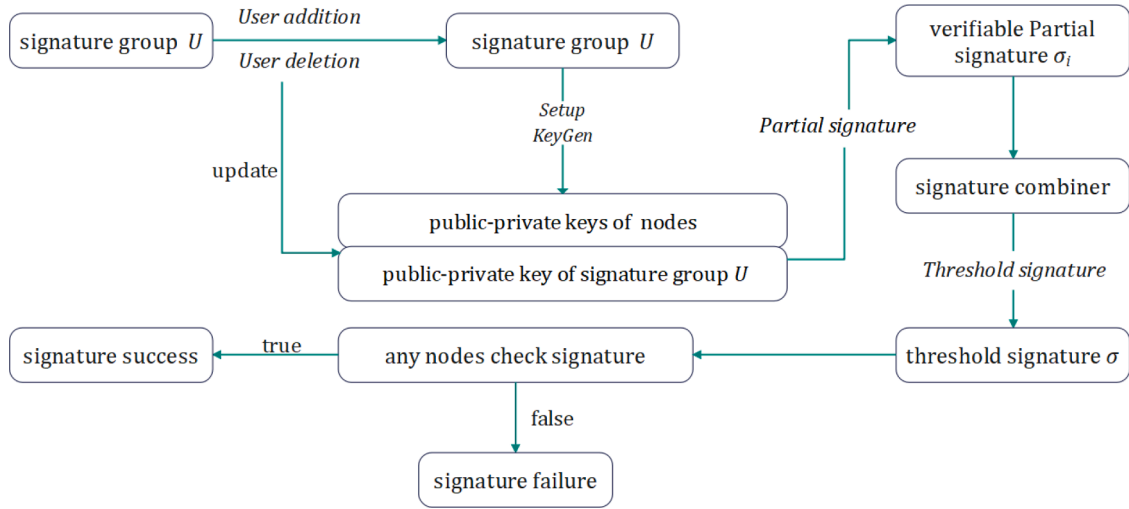 User addition
signature group U
signature group U
User deletion
verifiable Partial
signature σᵢ
Setup
KeyGen
Partial signature
update
signature combiner
public-private keys of nodes
public-private key of signature group U
Threshold signature
signature success
true
any nodes check signature
threshold signature σ
false
signature failure